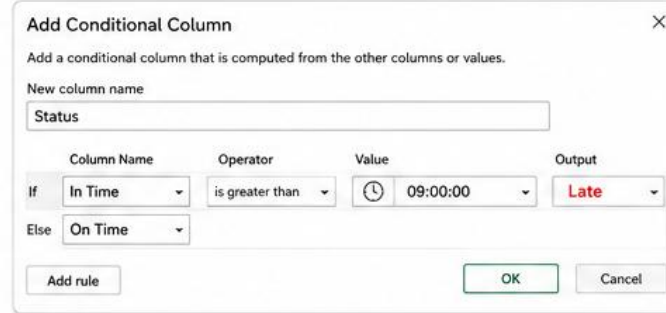 Add Conditional Column
Add a conditional column that is computed from the other columns or values.
New column name
Status
Column Name Operator Value Output
If In Time is greater than 09:00:00 Late
Else On Time
Add rule OK Cancel